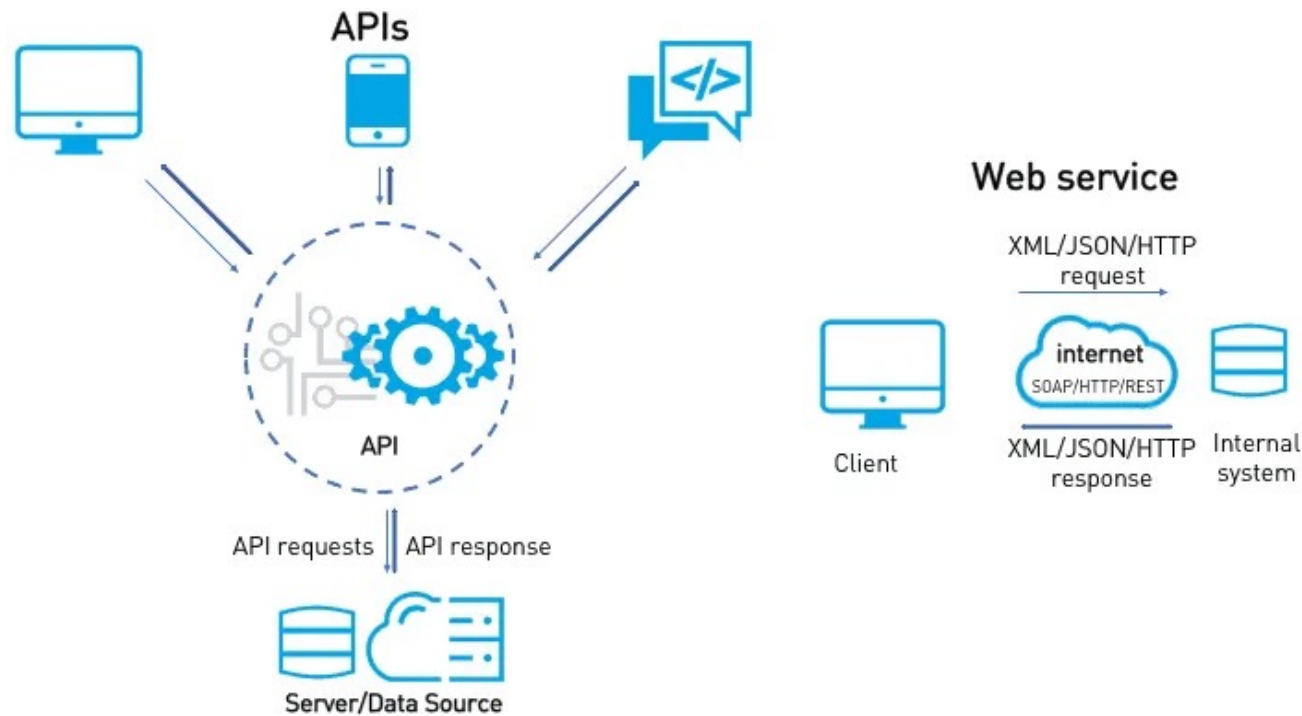 APIs
</>
API
API requests
API response
Server/Data Source
Web service
XML/JSON/HTTP
request
internet
SOAP/HTTP/REST
XML/JSON/HTTP
response
Client
Internal
system